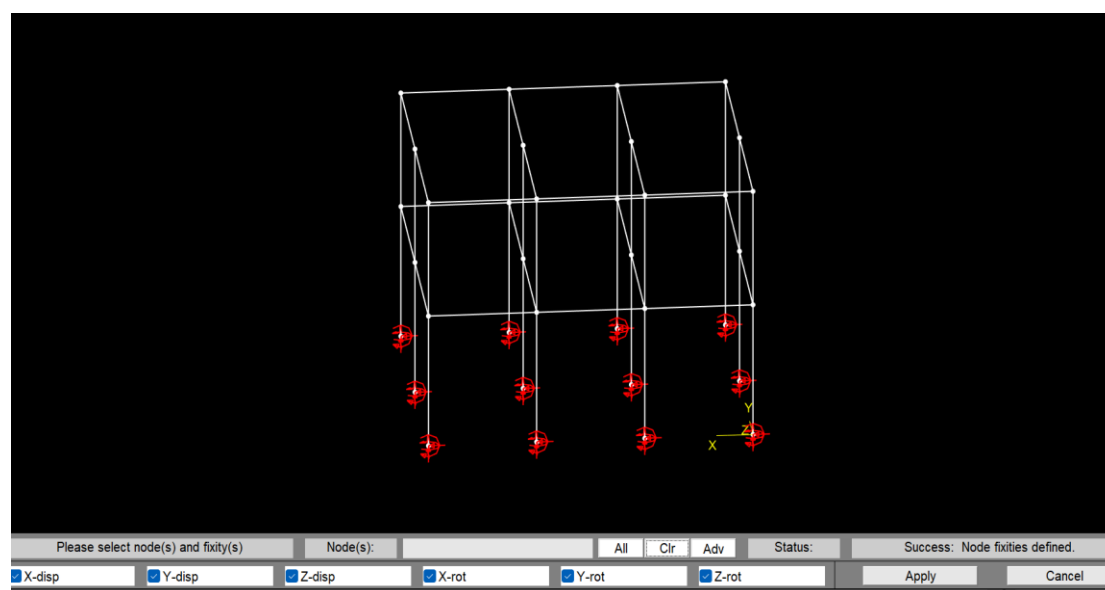 Y
Z
X
Please select node(s) and fixity(s) Node(s): All Clr Adv Status: Success: Node fixities defined.
X-disp Y-disp Z-disp X-rot Y-rot Z-rot Apply Cancel